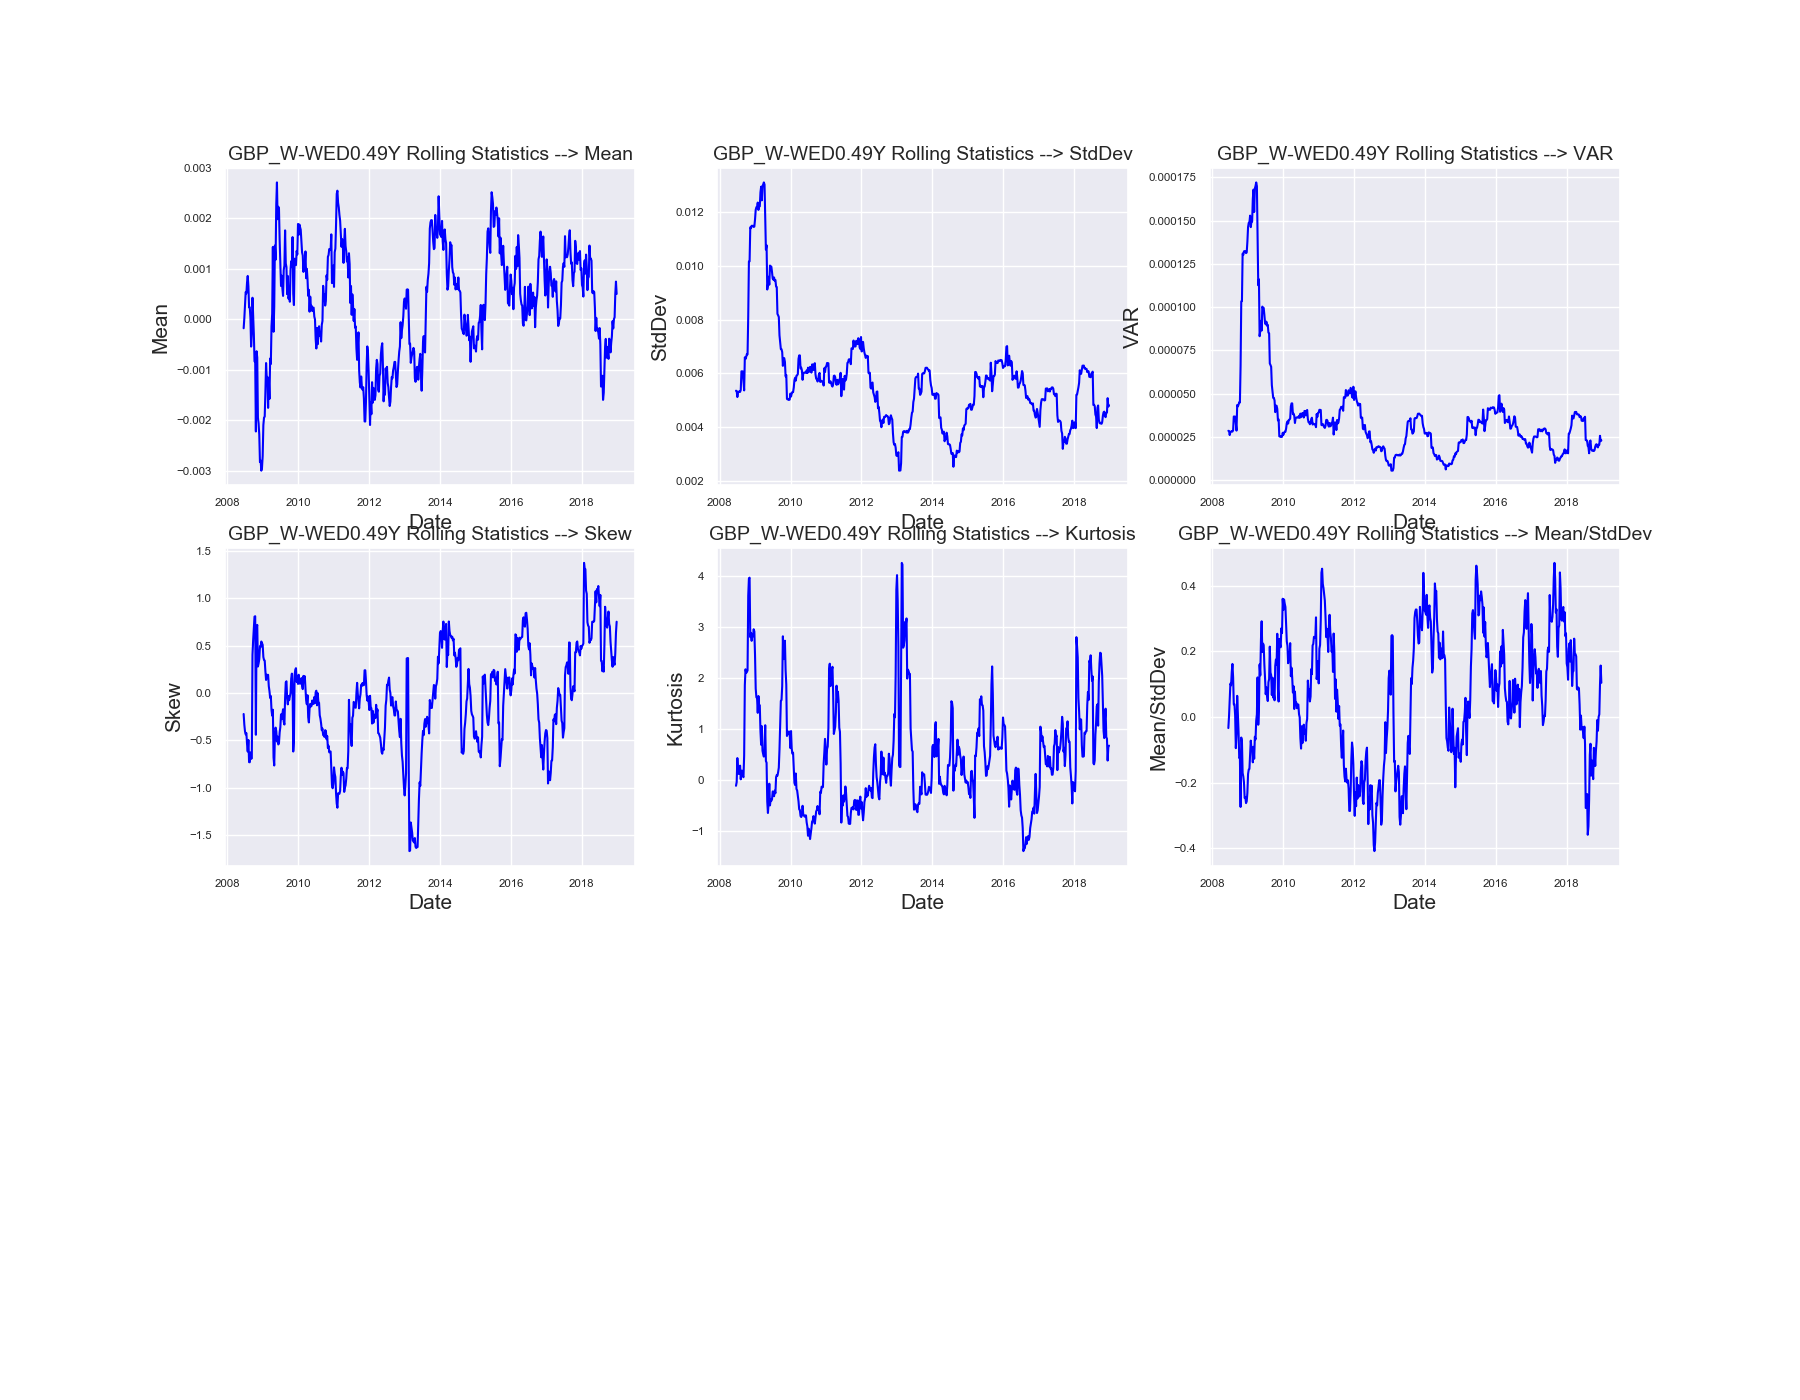 GBP_W-WED0.49Y Rolling Statistics --> Mean
0.003
0.002
0.001
0.000
−0.001
−0.002
−0.003
Mean
2008 2010 2012 2014 2016 2018
Date
GBP_W-WED0.49Y Rolling Statistics --> StdDev
0.012
0.010
0.008
0.006
0.004
0.002
StdDev
2008 2010 2012 2014 2016 2018
Date
GBP_W-WED0.49Y Rolling Statistics --> VAR
0.000175
0.000150
0.000125
0.000100
0.000075
0.000050
0.000025
0.000000
VAR
2008 2010 2012 2014 2016 2018
Date
GBP_W-WED0.49Y Rolling Statistics --> Skew
1.5
1.0
0.5
0.0
−0.5
−1.0
−1.5
Skew
2008 2010 2012 2014 2016 2018
Date
GBP_W-WED0.49Y Rolling Statistics --> Kurtosis
4
3
2
1
0
−1
Kurtosis
2008 2010 2012 2014 2016 2018
Date
GBP_W-WED0.49Y Rolling Statistics --> Mean/StdDev
0.4
0.2
0.0
−0.2
−0.4
Mean/StdDev
2008 2010 2012 2014 2016 2018
Date